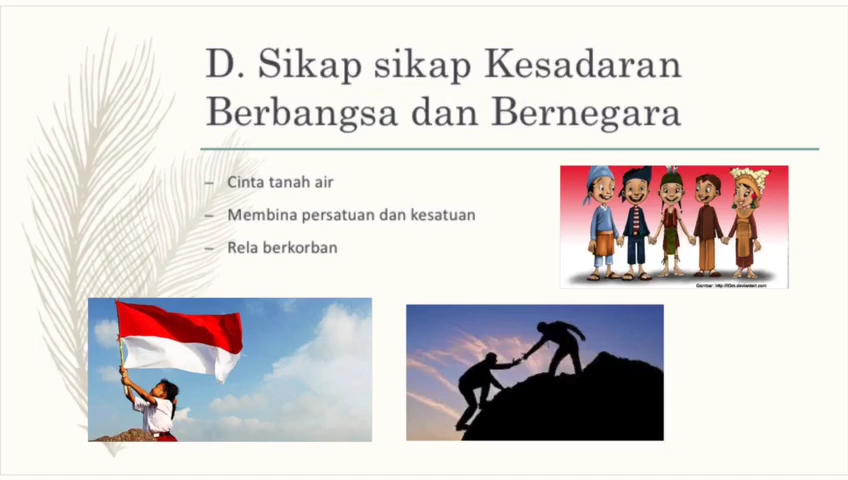 D. Sikap sikap Kesadaran
Berbangsa dan Bernegara
– Cinta tanah air
– Membina persatuan dan kesatuan
– Rela berkorban